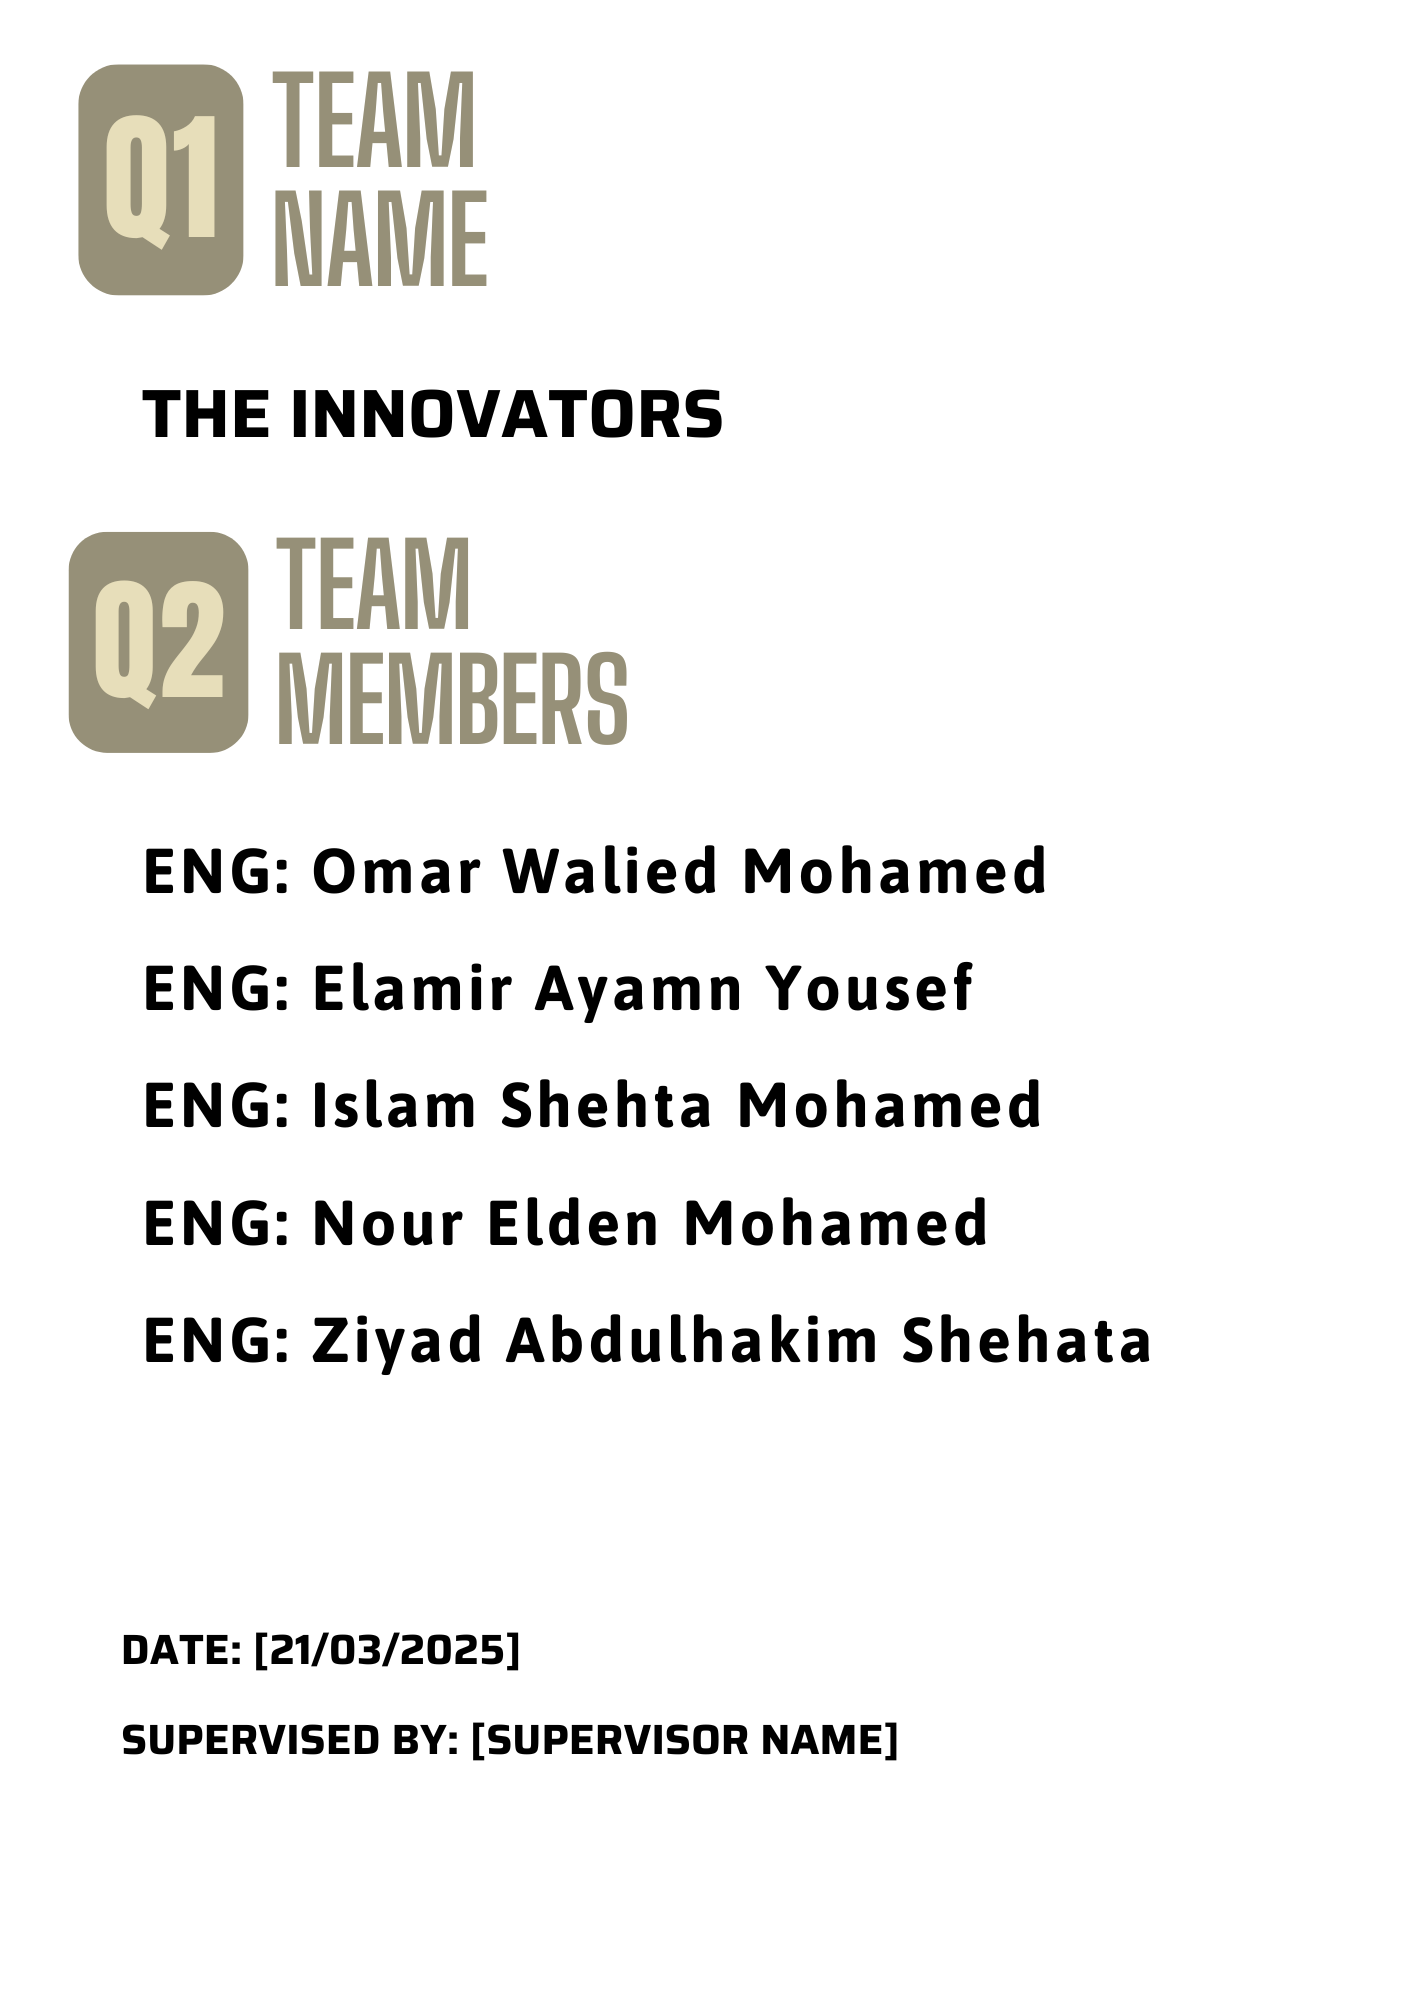 Q1
TEAM
NAME
THE INNOVATORS
Q2
TEAM
MEMBERS
ENG: Omar Walied Mohamed
ENG: Elamir Ayamn Yousef
ENG: Islam Shehta Mohamed
ENG: Nour Elden Mohamed
ENG: Ziyad Abdulhakim Shehata
DATE: [21/03/2025]
SUPERVISED BY: [SUPERVISOR NAME]